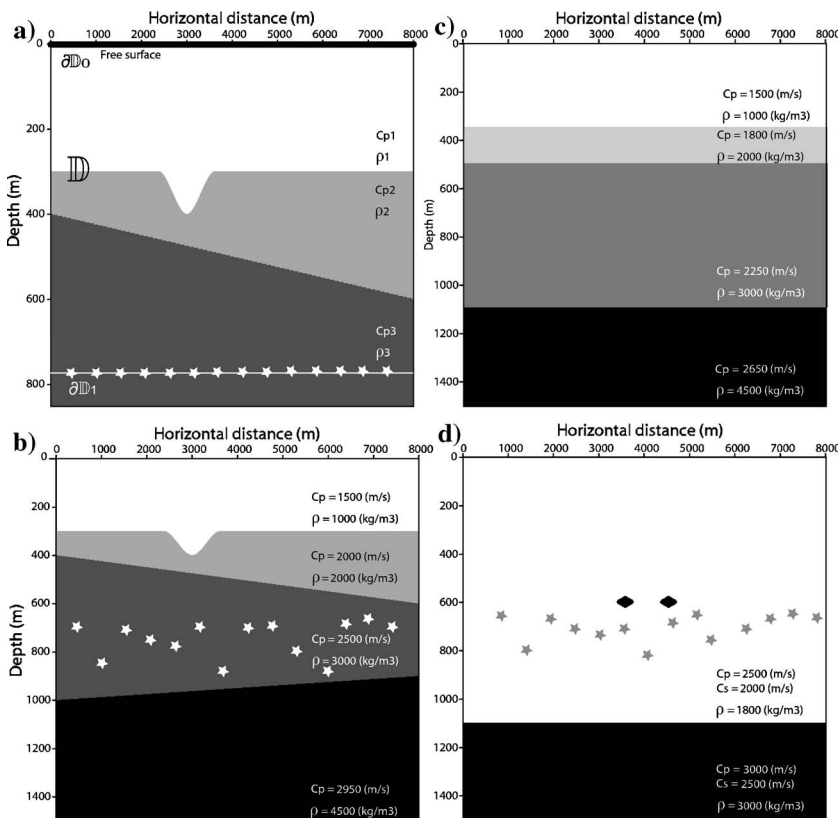 a)
Horizontal distance (m)
0 1000 2000 3000 4000 5000 6000 7000 8000
0
200
400
600
800
Depth (m)
∂𝔻0
Free surface
𝔻
Cp1
ρ1
Cp2
ρ2
Cp3
ρ3
∂𝔻1
c)
Horizontal distance (m)
0 1000 2000 3000 4000 5000 6000 7000 8000
0
200
400
600
800
1000
1200
1400
Depth (m)
Cp = 1500 (m/s)
ρ = 1000 (kg/m3)
Cp = 1800 (m/s)
ρ = 2000 (kg/m3)
Cp = 2250 (m/s)
ρ = 3000 (kg/m3)
Cp = 2650 (m/s)
ρ = 4500 (kg/m3)
b)
Horizontal distance (m)
0 1000 2000 3000 4000 5000 6000 7000 8000
0
200
400
600
800
1000
1200
1400
Depth (m)
Cp = 1500 (m/s)
ρ = 1000 (kg/m3)
Cp = 2000 (m/s)
ρ = 2000 (kg/m3)
Cp = 2500 (m/s)
ρ = 3000 (kg/m3)
Cp = 2950 (m/s)
ρ = 4500 (kg/m3)
d)
Horizontal distance (m)
0 1000 2000 3000 4000 5000 6000 7000 8000
0
200
400
600
800
1000
1200
1400
Cp = 2500 (m/s)
Cs = 2000 (m/s)
ρ = 1800 (kg/m3)
Cp = 3000 (m/s)
Cs = 2500 (m/s)
ρ = 3000 (kg/m3)